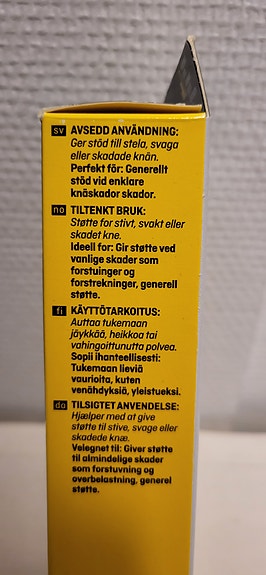 sv AVSEDD ANVÄNDNING:
Ger stöd till stela, svaga
eller skadade knän.
Perfekt för: Generellt
stöd vid enklare
knäskador skador.
no TILTENKT BRUK:
Støtte for stivt, svakt eller
skadet kne.
Ideell for: Gir støtte ved
vanlige skader som
forstuinger og
forstrekninger, generell
støtte.
fi KÄYTTÖTARKOITUS:
Auttaa tukemaan
jäykkää, heikkoa tai
vahingoittunutta polvea.
Sopii ihanteellisesti:
Tukemaan lieviä
vaurioita, kuten
venähdyksiä, yleistueksi.
da TILSIGTET ANVENDELSE:
Hjælper med at give
støtte til stive, svage eller
skadede knæ.
Velegnet til: Giver støtte
til almindelige skader
som forstuvning og
overbelastning, generel
støtte.